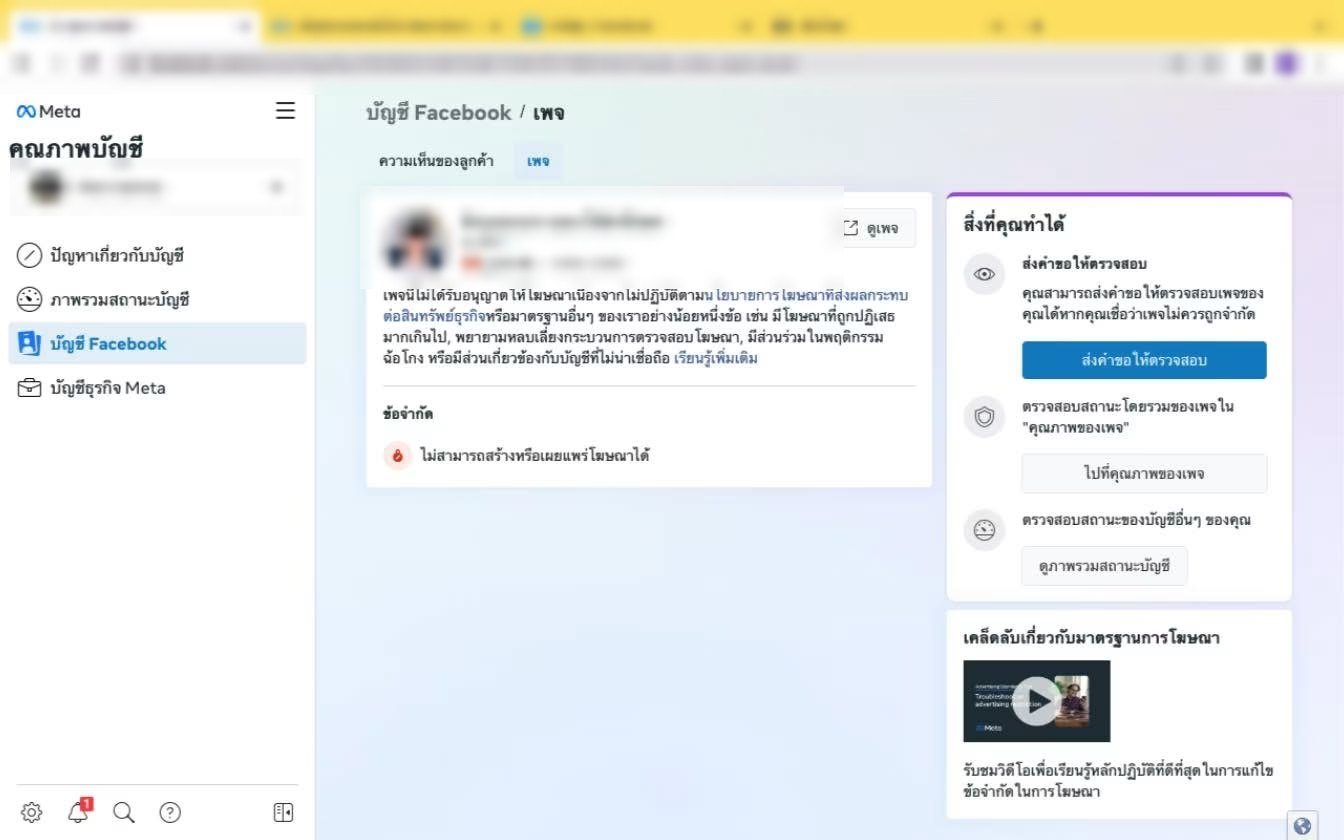 Meta
คุณภาพบัญชี
ปัญหาเกี่ยวกับบัญชี
ภาพรวมสถานะบัญชี
บัญชี Facebook
บัญชีธุรกิจ Meta
1
บัญชี Facebook / เพจ
ความเห็นของลูกค้า เพจ
ดูเพจ
เพจนี้ไม่ได้รับอนุญาตให้โฆษณาเนื่องจากไม่ปฏิบัติตามนโยบายการโฆษณาที่ส่งผลกระทบ
ต่อสินทรัพย์ธุรกิจหรือมาตรฐานอื่นๆ ของเราอย่างน้อยหนึ่งข้อ เช่น มีโฆษณาที่ถูกปฏิเสธ
มากเกินไป, พยายามหลบเลี่ยงกระบวนการตรวจสอบโฆษณา, มีส่วนร่วมในพฤติกรรม
ฉ้อโกง หรือมีส่วนเกี่ยวข้องกับบัญชีที่ไม่น่าเชื่อถือ เรียนรู้เพิ่มเติม
ข้อจำกัด
ไม่สามารถสร้างหรือเผยแพร่โฆษณาได้
สิ่งที่คุณทำได้
ส่งคำขอให้ตรวจสอบ
คุณสามารถส่งคำขอให้ตรวจสอบเพจของ
คุณได้หากคุณเชื่อว่าเพจไม่ควรถูกจำกัด
ส่งคำขอให้ตรวจสอบ
ตรวจสอบสถานะโดยรวมของเพจใน
"คุณภาพของเพจ"
ไปที่คุณภาพของเพจ
ตรวจสอบสถานะของบัญชีอื่นๆ ของคุณ
ดูภาพรวมสถานะบัญชี
เคล็ดลับเกี่ยวกับมาตรฐานการโฆษณา
Meta
รับชมวิดีโอเพื่อเรียนรู้หลักปฏิบัติที่ดีที่สุดในการแก้ไข
ข้อจำกัดในการโฆษณา